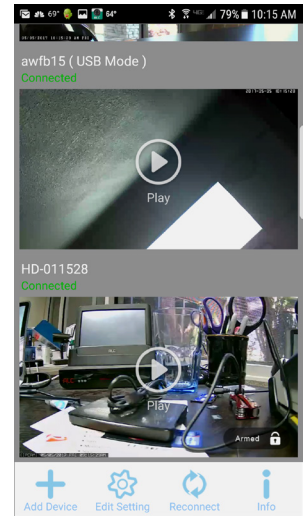 69° 64° 79% 10:15 AM
awfb15 ( USB Mode )
Connected
Play
HD-011528
Connected
Play
Armed
Add Device Edit Setting Reconnect Info